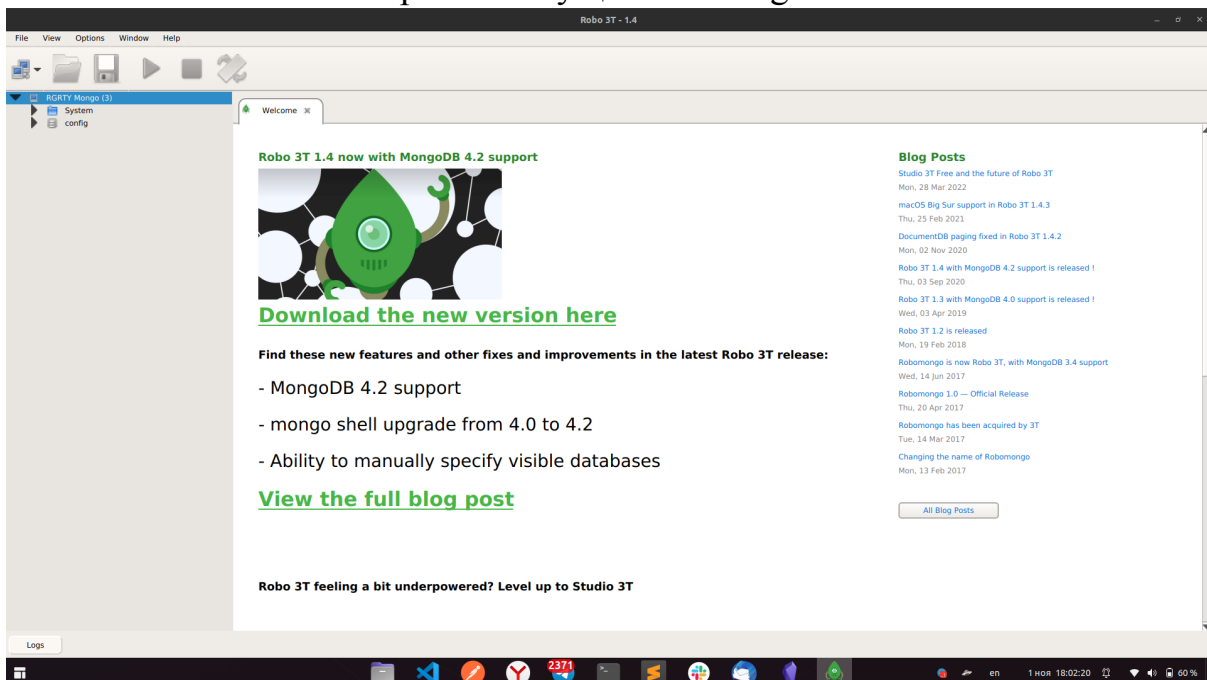 Robo 3T - 1.4
File View Options Window Help
RGRTY Mongo (3)
System
config
Welcome
Robo 3T 1.4 now with MongoDB 4.2 support
Download the new version here
Find these new features and other fixes and improvements in the latest Robo 3T release:
- MongoDB 4.2 support
- mongo shell upgrade from 4.0 to 4.2
- Ability to manually specify visible databases
View the full blog post
Robo 3T feeling a bit underpowered? Level up to Studio 3T
Blog Posts
Studio 3T Free and the future of Robo 3T
Mon, 28 Mar 2022
macOS Big Sur support in Robo 3T 1.4.3
Thu, 25 Feb 2021
DocumentDB paging fixed in Robo 3T 1.4.2
Mon, 02 Nov 2020
Robo 3T 1.4 with MongoDB 4.2 support is released !
Thu, 03 Sep 2020
Robo 3T 1.3 with MongoDB 4.0 support is released !
Wed, 03 Apr 2019
Robo 3T 1.2 is released
Mon, 19 Feb 2018
Robomongo is now Robo 3T, with MongoDB 3.4 support
Wed, 14 Jun 2017
Robomongo 1.0 — Official Release
Thu, 20 Apr 2017
Robomongo has been acquired by 3T
Tue, 14 Mar 2017
Changing the name of Robomongo
Mon, 13 Feb 2017
All Blog Posts
Logs
2371
en 1 ноя 18:02:20 60 %